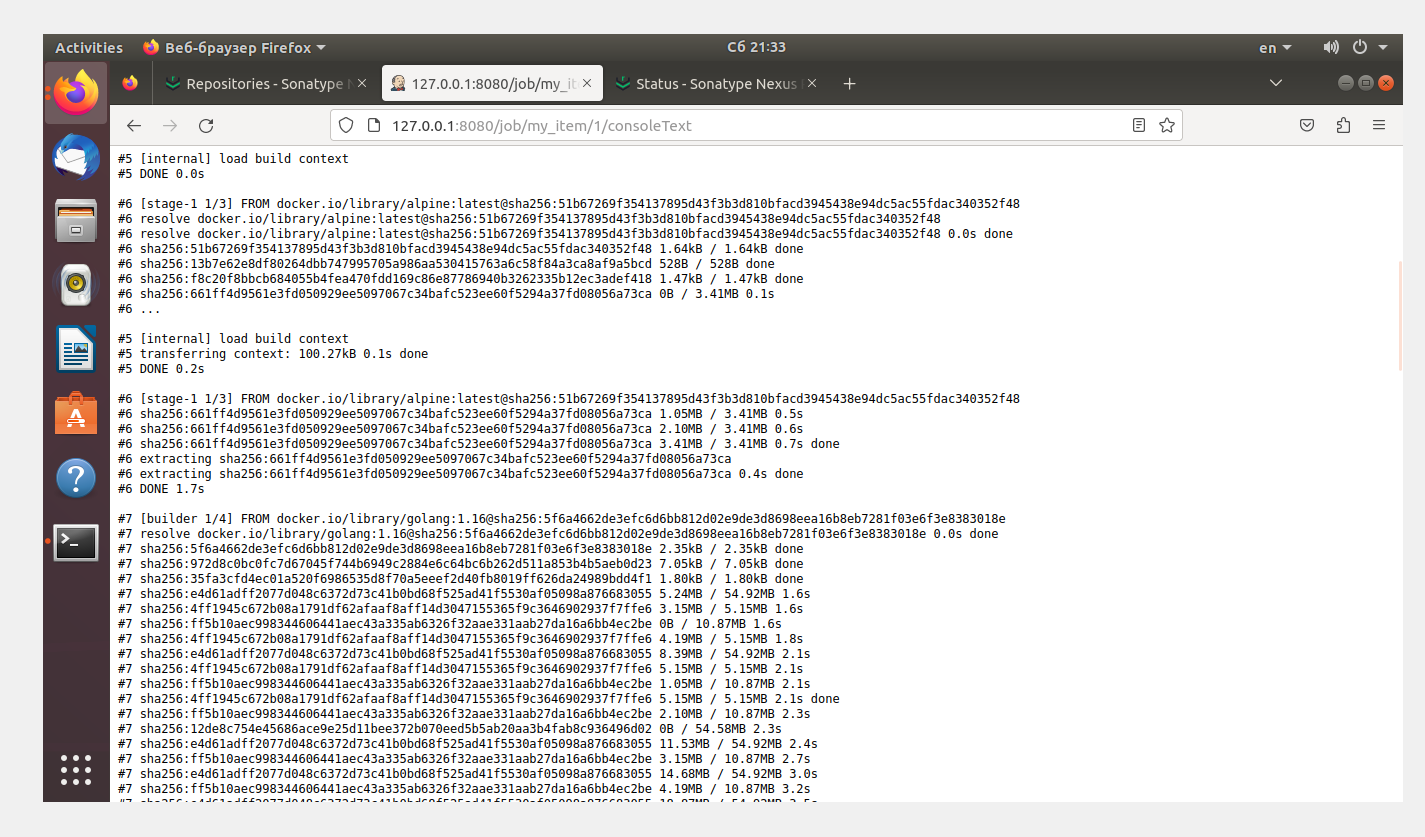 Activities Веб-браузер Firefox Сб 21:33 en
Repositories - Sonatype N 127.0.0.1:8080/job/my_it Status - Sonatype Nexus
127.0.0.1:8080/job/my_item/1/consoleText
#5 [internal] load build context
#5 DONE 0.0s
#6 [stage-1 1/3] FROM docker.io/library/alpine:latest@sha256:51b67269f354137895d43f3b3d810bfacd3945438e94dc5ac55fdac340352f48
#6 resolve docker.io/library/alpine:latest@sha256:51b67269f354137895d43f3b3d810bfacd3945438e94dc5ac55fdac340352f48
#6 resolve docker.io/library/alpine:latest@sha256:51b67269f354137895d43f3b3d810bfacd3945438e94dc5ac55fdac340352f48 0.0s done
#6 sha256:51b67269f354137895d43f3b3d810bfacd3945438e94dc5ac55fdac340352f48 1.64kB / 1.64kB done
#6 sha256:13b7e62e8df80264dbb747995705a986aa530415763a6c58f84a3ca8af9a5bcd 528B / 528B done
#6 sha256:f8c20f8bbcb684055b4fea470fdd169c86e87786940b3262335b12ec3adef418 1.47kB / 1.47kB done
#6 sha256:661ff4d9561e3fd050929ee5097067c34bafc523ee60f5294a37fd08056a73ca 0B / 3.41MB 0.1s
#6 ...
#5 [internal] load build context
#5 transferring context: 100.27kB 0.1s done
#5 DONE 0.2s
#6 [stage-1 1/3] FROM docker.io/library/alpine:latest@sha256:51b67269f354137895d43f3b3d810bfacd3945438e94dc5ac55fdac340352f48
#6 sha256:661ff4d9561e3fd050929ee5097067c34bafc523ee60f5294a37fd08056a73ca 1.05MB / 3.41MB 0.5s
#6 sha256:661ff4d9561e3fd050929ee5097067c34bafc523ee60f5294a37fd08056a73ca 2.10MB / 3.41MB 0.6s
#6 sha256:661ff4d9561e3fd050929ee5097067c34bafc523ee60f5294a37fd08056a73ca 3.41MB / 3.41MB 0.7s done
#6 extracting sha256:661ff4d9561e3fd050929ee5097067c34bafc523ee60f5294a37fd08056a73ca
#6 extracting sha256:661ff4d9561e3fd050929ee5097067c34bafc523ee60f5294a37fd08056a73ca 0.4s done
#6 DONE 1.7s
#7 [builder 1/4] FROM docker.io/library/golang:1.16@sha256:5f6a4662de3efc6d6bb812d02e9de3d8698eea16b8eb7281f03e6f3e8383018e
#7 resolve docker.io/library/golang:1.16@sha256:5f6a4662de3efc6d6bb812d02e9de3d8698eea16b8eb7281f03e6f3e8383018e 0.0s done
#7 sha256:5f6a4662de3efc6d6bb812d02e9de3d8698eea16b8eb7281f03e6f3e8383018e 2.35kB / 2.35kB done
#7 sha256:972d8c0bc0fc7d67045f744b6949c2884e6c64bc6b262d511a853b4b5aeb0d23 7.05kB / 7.05kB done
#7 sha256:35fa3cfd4ec01a520f6986535d8f70a5eeef2d40fb8019ff626da24989bdd4f1 1.80kB / 1.80kB done
#7 sha256:e4d61adff2077d048c6372d73c41b0bd68f525ad41f5530af05098a876683055 5.24MB / 54.92MB 1.6s
#7 sha256:4ff1945c672b08a1791df62afaaf8aff14d3047155365f9c3646902937f7ffe6 3.15MB / 5.15MB 1.6s
#7 sha256:ff5b10aec998344606441aec43a335ab6326f32aae331aab27da16a6bb4ec2be 0B / 10.87MB 1.6s
#7 sha256:4ff1945c672b08a1791df62afaaf8aff14d3047155365f9c3646902937f7ffe6 4.19MB / 5.15MB 1.8s
#7 sha256:e4d61adff2077d048c6372d73c41b0bd68f525ad41f5530af05098a876683055 8.39MB / 54.92MB 2.1s
#7 sha256:4ff1945c672b08a1791df62afaaf8aff14d3047155365f9c3646902937f7ffe6 5.15MB / 5.15MB 2.1s
#7 sha256:ff5b10aec998344606441aec43a335ab6326f32aae331aab27da16a6bb4ec2be 1.05MB / 10.87MB 2.1s
#7 sha256:4ff1945c672b08a1791df62afaaf8aff14d3047155365f9c3646902937f7ffe6 5.15MB / 5.15MB 2.1s done
#7 sha256:ff5b10aec998344606441aec43a335ab6326f32aae331aab27da16a6bb4ec2be 2.10MB / 10.87MB 2.3s
#7 sha256:12de8c754e45686ace9e25d11bee372b070eed5b5ab20aa3b4fab8c936496d02 0B / 54.58MB 2.3s
#7 sha256:e4d61adff2077d048c6372d73c41b0bd68f525ad41f5530af05098a876683055 11.53MB / 54.92MB 2.4s
#7 sha256:ff5b10aec998344606441aec43a335ab6326f32aae331aab27da16a6bb4ec2be 3.15MB / 10.87MB 2.7s
#7 sha256:e4d61adff2077d048c6372d73c41b0bd68f525ad41f5530af05098a876683055 14.68MB / 54.92MB 3.0s
#7 sha256:ff5b10aec998344606441aec43a335ab6326f32aae331aab27da16a6bb4ec2be 4.19MB / 10.87MB 3.2s